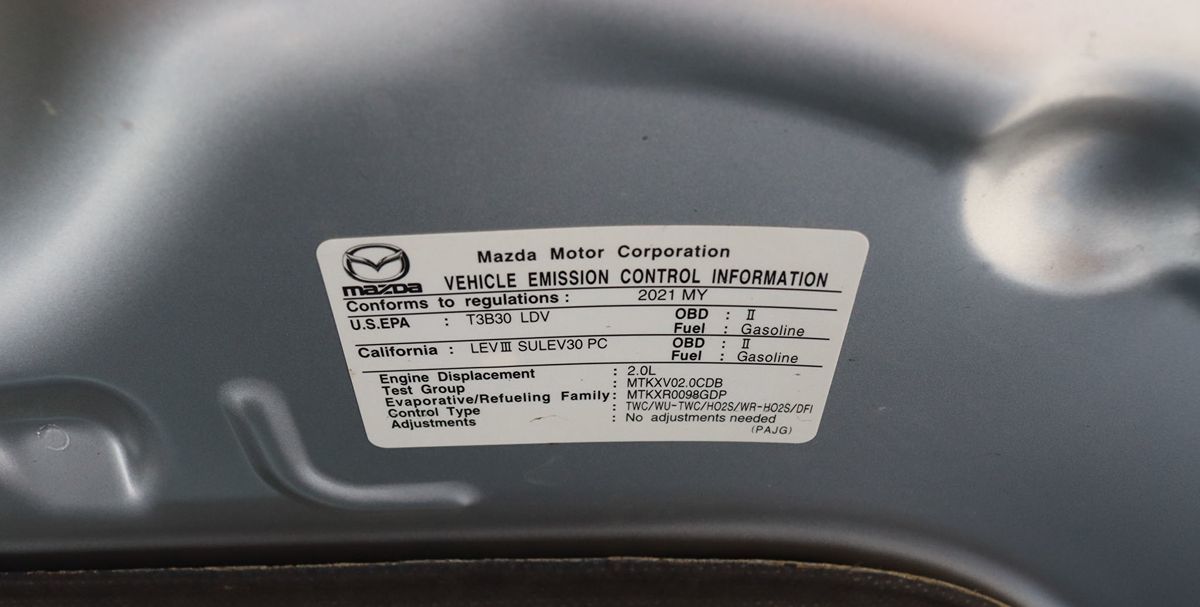 mazda
Mazda Motor Corporation
VEHICLE EMISSION CONTROL INFORMATION
Conforms to regulations : 2021 MY
U.S.EPA : T3B30 LDV OBD : II
Fuel : Gasoline
California : LEV III SULEV30 PC OBD : II
Fuel : Gasoline
Engine Displacement : 2.0L
Test Group : MTKXV02.0CDB
Evaporative/Refueling Family : MTKXR0098GDP
Control Type : TWC/WU-TWC/HO2S/WR-HO2S/DFI
Adjustments : No adjustments needed
(PAJG)